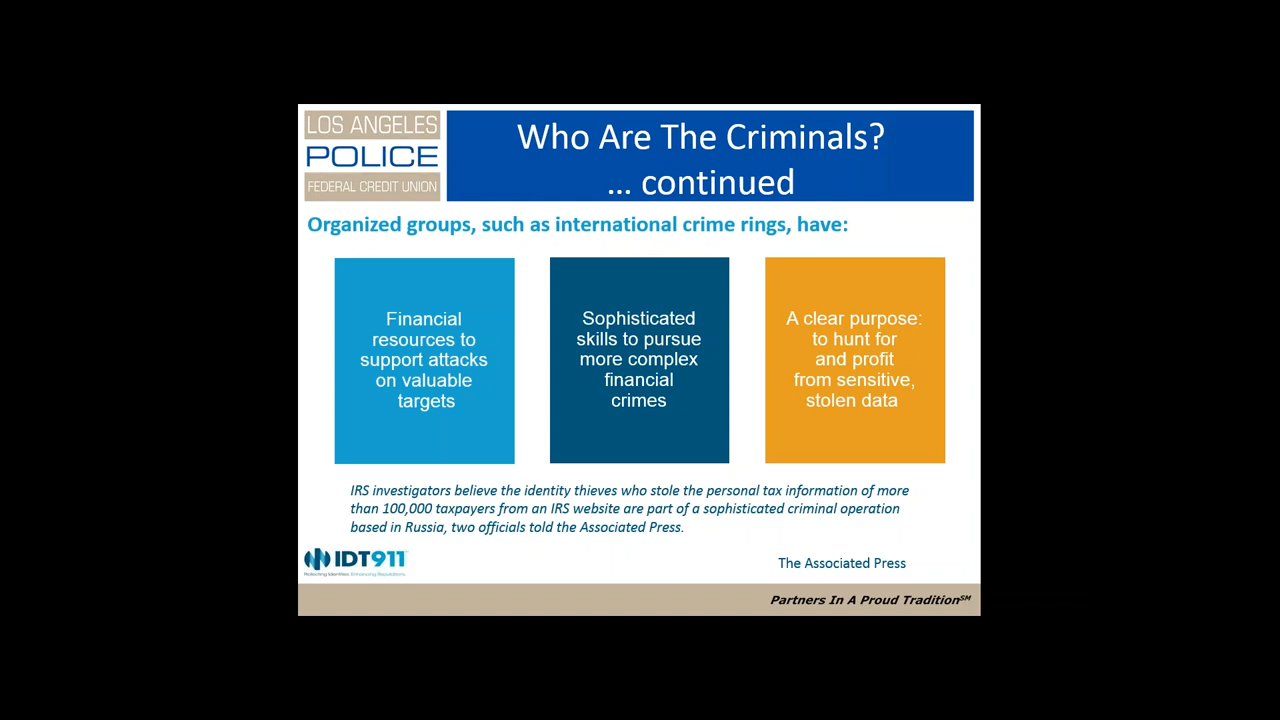 LOS ANGELES
POLICE
FEDERAL CREDIT UNION
Who Are The Criminals?
... continued
Organized groups, such as international crime rings, have:
Financial
resources to
support attacks
on valuable
targets
Sophisticated
skills to pursue
more complex
financial
crimes
A clear purpose:
to hunt for
and profit
from sensitive,
stolen data
IRS investigators believe the identity thieves who stole the personal tax information of more
than 100,000 taxpayers from an IRS website are part of a sophisticated criminal operation
based in Russia, two officials told the Associated Press.
IDT911
Protecting Identities. Enhancing Reputations.
The Associated Press
Partners In A Proud Tradition℠